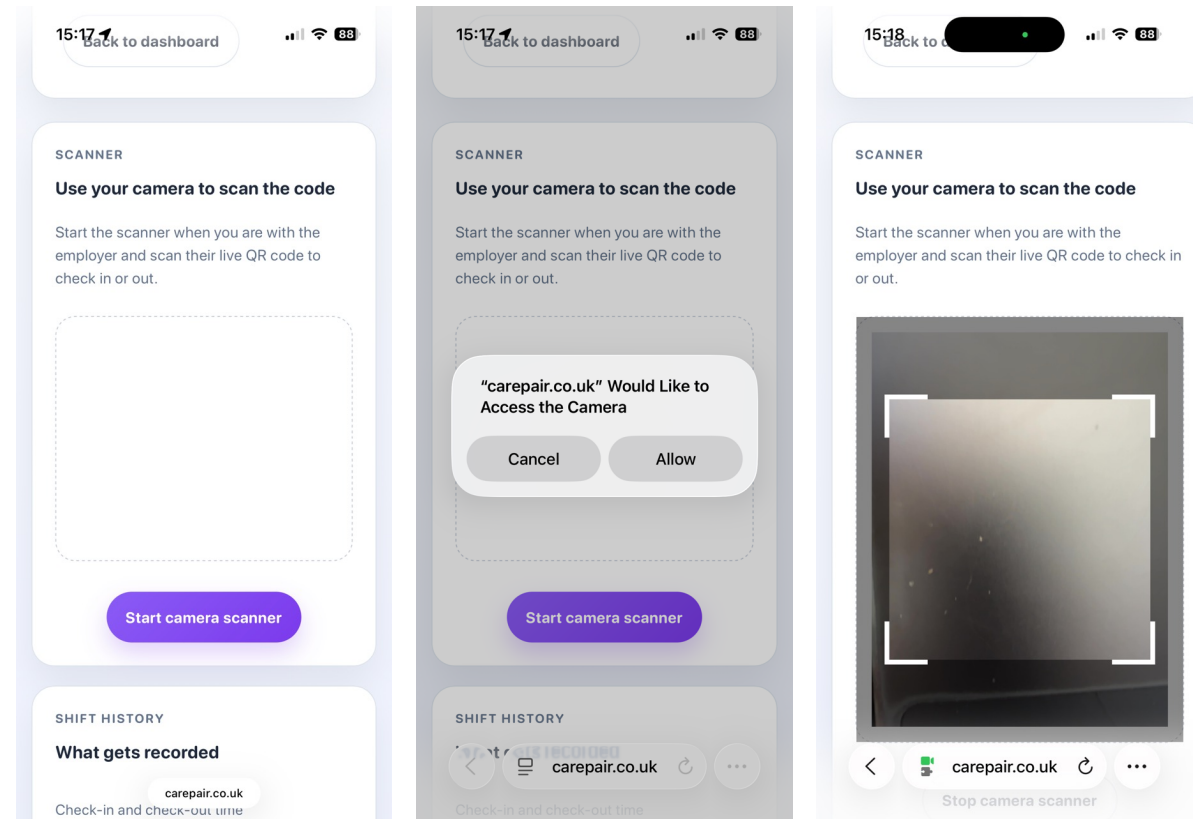 15:17
88
Back to dashboard
SCANNER
Use your camera to scan the code
Start the scanner when you are with the
employer and scan their live QR code to
check in or out.
Start camera scanner
SHIFT HISTORY
What gets recorded
carepair.co.uk
Check-in and check-out time
15:17
88
Back to dashboard
SCANNER
Use your camera to scan the code
Start the scanner when you are with the
employer and scan their live QR code to
check in or out.
"carepair.co.uk" Would Like to
Access the Camera
Cancel
Allow
Start camera scanner
SHIFT HISTORY
carepair.co.uk
Check-in and check-out time
15:18
88
Back to
SCANNER
Use your camera to scan the code
Start the scanner when you are with the
employer and scan their live QR code to check in
or out.
carepair.co.uk
Stop camera scanner